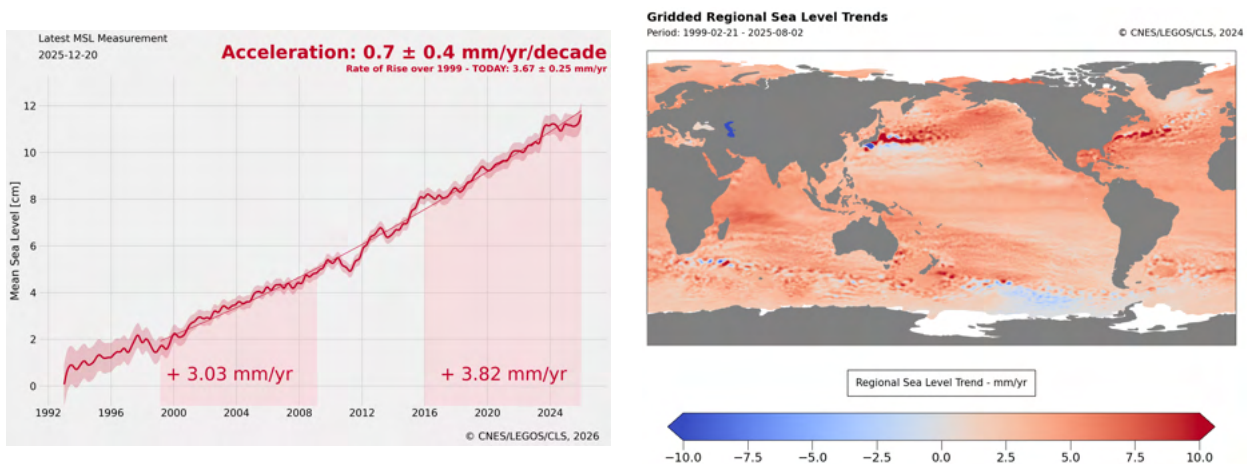 Latest MSL Measurement
2025-12-20
Acceleration: 0.7 ± 0.4 mm/yr/decade
Rate of Rise over 1999 - TODAY: 3.67 ± 0.25 mm/yr
Mean Sea Level [cm]
12
10
8
6
4
2
0
+ 3.03 mm/yr
+ 3.82 mm/yr
1992 1996 2000 2004 2008 2012 2016 2020 2024
© CNES/LEGOS/CLS, 2026
Gridded Regional Sea Level Trends
Period: 1999-02-21 - 2025-08-02
© CNES/LEGOS/CLS, 2024
Regional Sea Level Trend - mm/yr
−10.0 −7.5 −5.0 −2.5 0.0 2.5 5.0 7.5 10.0